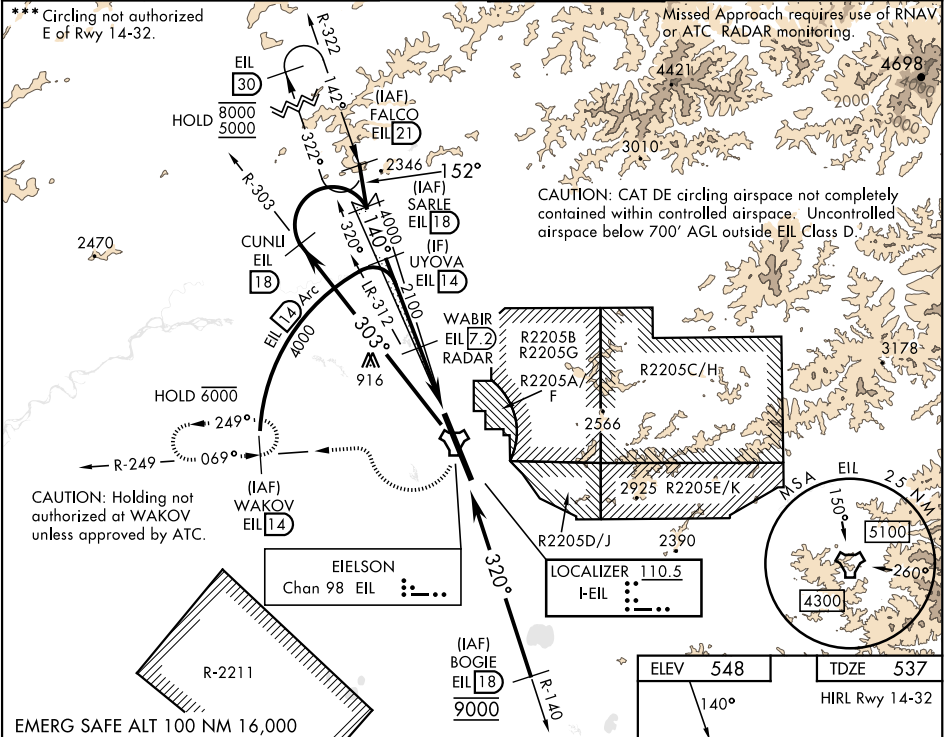 *** Circling not authorized
E of Rwy 14-32.
Missed Approach requires use of RNAV
or ATC RADAR monitoring.
R-322
EIL
30
HOLD 8000
5000
142°
322°
(IAF)
FALCO
EIL 21
2346
152°
(IAF)
SARLE
EIL 18
4421
4698
4000
2000
3000
3010
CAUTION: CAT DE circling airspace not completely
contained within controlled airspace. Uncontrolled
airspace below 700' AGL outside EIL Class D.
R-303
2470
CUNLI
EIL
18
320°
140°
4000
(IF)
UYOVA
EIL 14
2100
LR-312
EIL 14 Arc
4000
303°
916
WABIR
EIL 7.2
RADAR
R2205B
R2205G
R2205A/
F
R2205C/H
3178
2566
HOLD 6000
249°
069°
R-249
(IAF)
WAKOV
EIL 14
CAUTION: Holding not
authorized at WAKOV
unless approved by ATC.
2925 R2205E/K
R2205D/J
2390
MSA EIL 25 NM
150°
5100
260°
4300
EIELSON
Chan 98 EIL
LOCALIZER 110.5
I-EIL
320°
(IAF)
BOGIE
EIL 18
9000
R-140
R-2211
EMERG SAFE ALT 100 NM 16,000
ELEV 548
TDZE 537
140°
HIRL Rwy 14-32